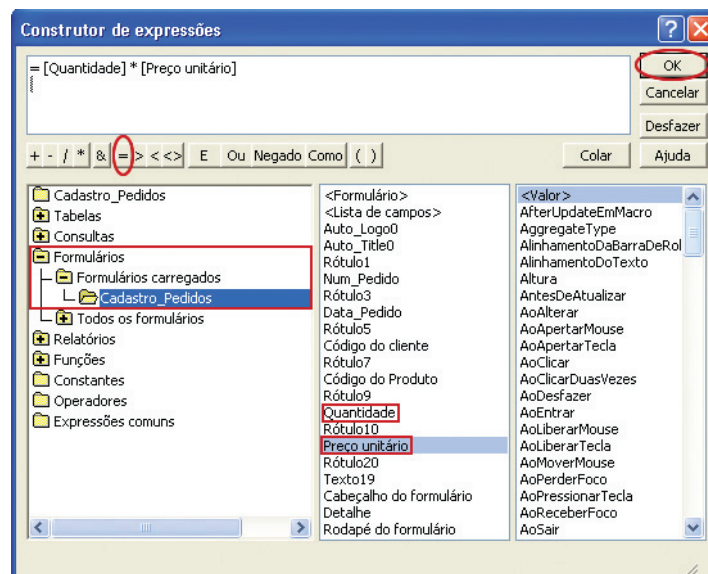 Construtor de expressões
= [Quantidade] * [Preço unitário]
OK
Cancelar
Desfazer
+ - / * & = > < <> E Ou Negado Como ( ) Colar Ajuda
Cadastro_Pedidos
Tabelas
Consultas
Formulários
Formulários carregados
Cadastro_Pedidos
Todos os formulários
Relatórios
Funções
Constantes
Operadores
Expressões comuns
<Formulário>
<Lista de campos>
Auto_Logo0
Auto_Title0
Rótulo1
Num_Pedido
Rótulo3
Data_Pedido
Rótulo5
Código do cliente
Rótulo7
Código do Produto
Rótulo9
Quantidade
Rótulo10
Preço unitário
Rótulo20
Texto19
Cabeçalho do formulário
Detalhe
Rodapé do formulário
<Valor>
AfterUpdateEmMacro
AggregateType
AlinhamentoDaBarraDeRol
AlinhamentoDoTexto
Altura
AntesDeAtualizar
AoAlterar
AoApertarMouse
AoApertarTecla
AoClicar
AoClicarDuasVezes
AoDesfazer
AoEntrar
AoLiberarMouse
AoLiberarTecla
AoMoverMouse
AoPerderFoco
AoPressionarTecla
AoReceberFoco
AoSair